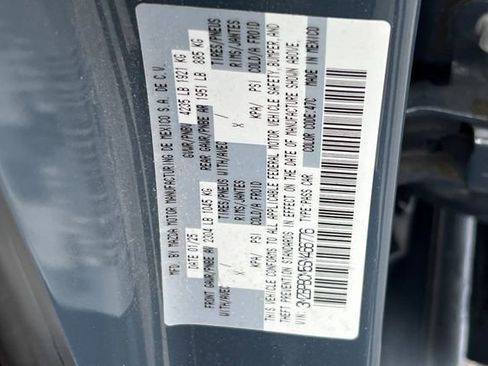 MFD. BY MAZDA MOTOR MANUFACTURING DE MEXICO S.A. DE C.V.
DATE 07/25 GVWR/PNBV 4235 LB 1921 KG
FRONT GAWR/PNBE AV 2304 LB 1045 KG REAR GAWR/PNBE AR 1951 LB 885 KG
WITH/AVEC TIRES/PNEUS WITH/AVEC TIRES/PNEUS
RIMS/JANTES RIMS/JANTES
KPA/ PSI COLD/A FROID X KPA/ PSI COLD/A FROID
THIS VEHICLE CONFORMS TO ALL APPLICABLE FEDERAL MOTOR VEHICLE SAFETY, BUMPER AND
THEFT PREVENTION STANDARDS IN EFFECT ON THE DATE OF MANUFACTURE SHOWN ABOVE.
VIN: TYPE PASS CAR COLOR CODE: 47C MADE IN MEXICO